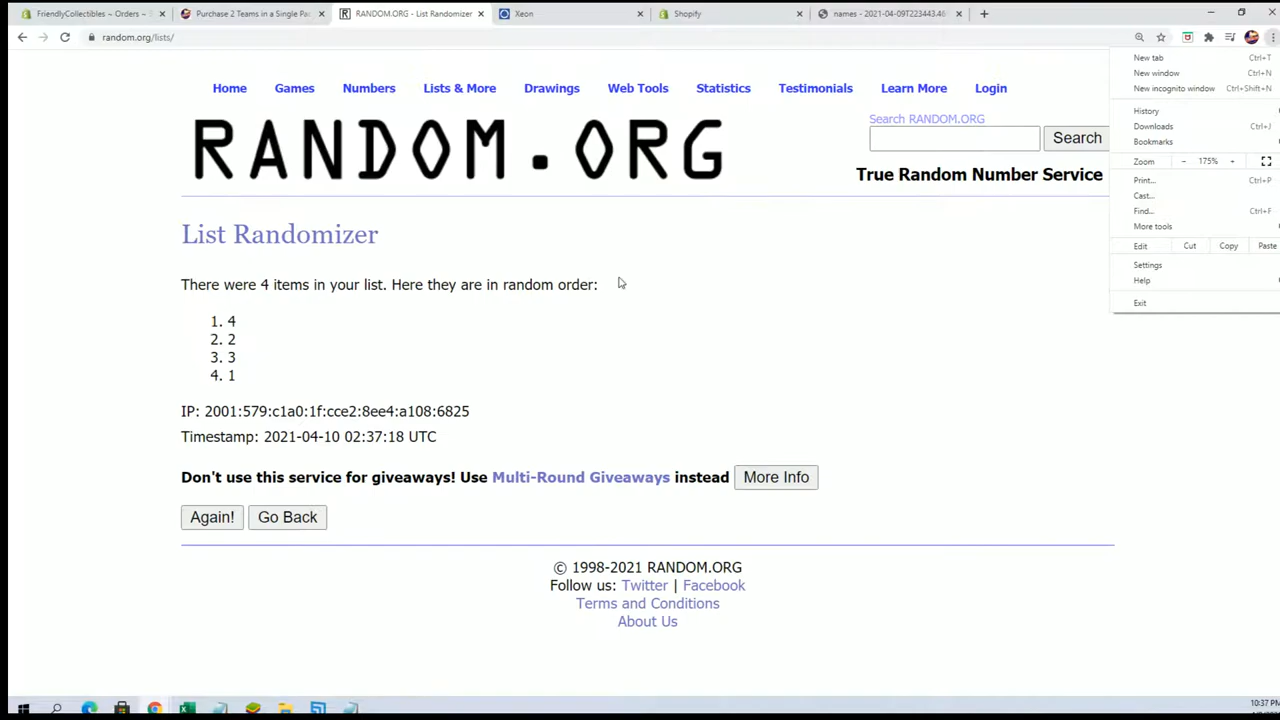 FriendlyCollectibles ~ Orders ~ S
Purchase 2 Teams in a Single Pa
RANDOM.ORG - List Randomizer
Xeon
Shopify
names - 2021-04-09T223443.46
random.org/lists/
New tab Ctrl+T
New window Ctrl+N
New incognito window Ctrl+Shift+N
History
Downloads Ctrl+J
Bookmarks
Zoom - 175% +
Print... Ctrl+P
Cast...
Find... Ctrl+F
More tools
Edit Cut Copy Paste
Settings
Help
Exit
Home Games Numbers Lists & More Drawings Web Tools Statistics Testimonials Learn More Login
RANDOM.ORG
Search RANDOM.ORG
Search
True Random Number Service
List Randomizer
There were 4 items in your list. Here they are in random order:
1. 4
2. 2
3. 3
4. 1
IP: 2001:579:c1a0:1f:cce2:8ee4:a108:6825
Timestamp: 2021-04-10 02:37:18 UTC
Don't use this service for giveaways! Use Multi-Round Giveaways instead More Info
Again! Go Back
© 1998-2021 RANDOM.ORG
Follow us: Twitter | Facebook
Terms and Conditions
About Us
10:37 PM